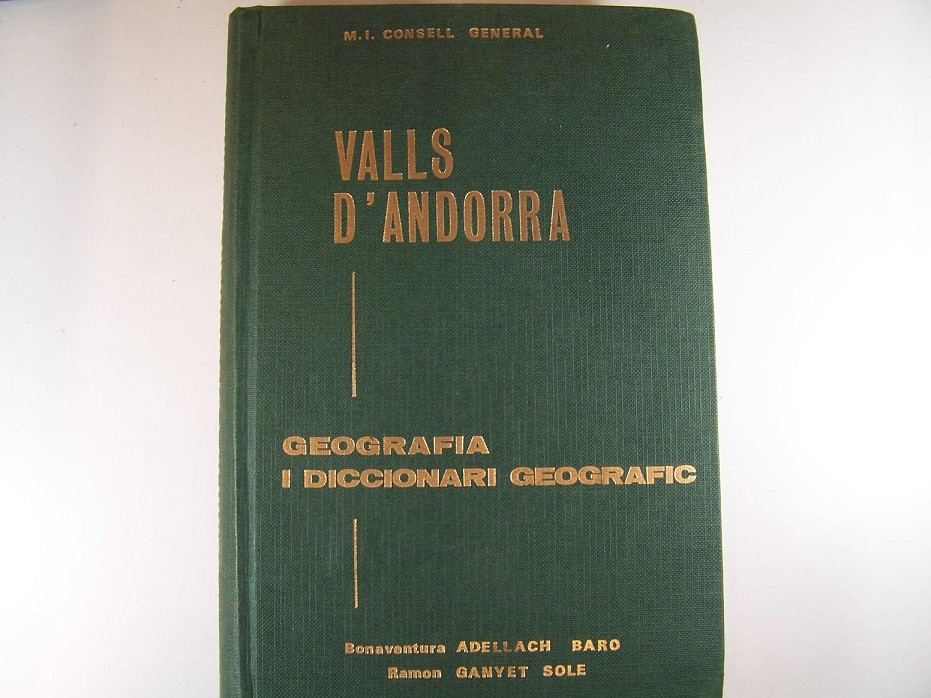 M.I. CONSELL GENERAL
VALLS
D'ANDORRA
GEOGRAFIA
I DICCIONARI GEOGRAFIC
Bonaventura ADELLACH BARO
Ramon GANYET SOLE